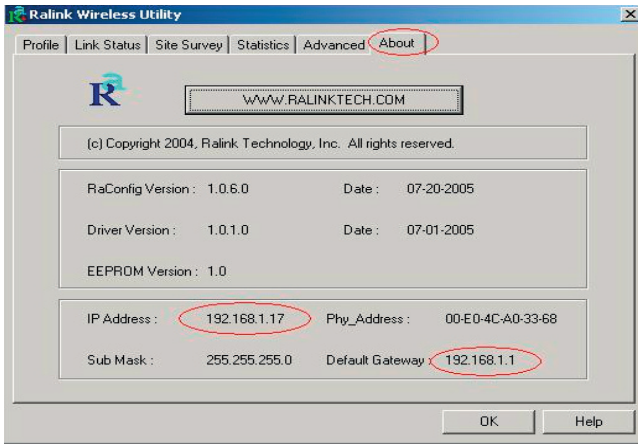 Ralink Wireless Utility
Profile Link Status Site Survey Statistics Advanced About
Ra WWW.RALINKTECH.COM
(c) Copyright 2004, Ralink Technology, Inc. All rights reserved.
RaConfig Version : 1.0.6.0 Date : 07-20-2005
Driver Version : 1.0.1.0 Date : 07-01-2005
EEPROM Version : 1.0
IP Address : 192.168.1.17 Phy_Address : 00-E0-4C-A0-33-68
Sub Mask : 255.255.255.0 Default Gateway : 192.168.1.1
OK Help